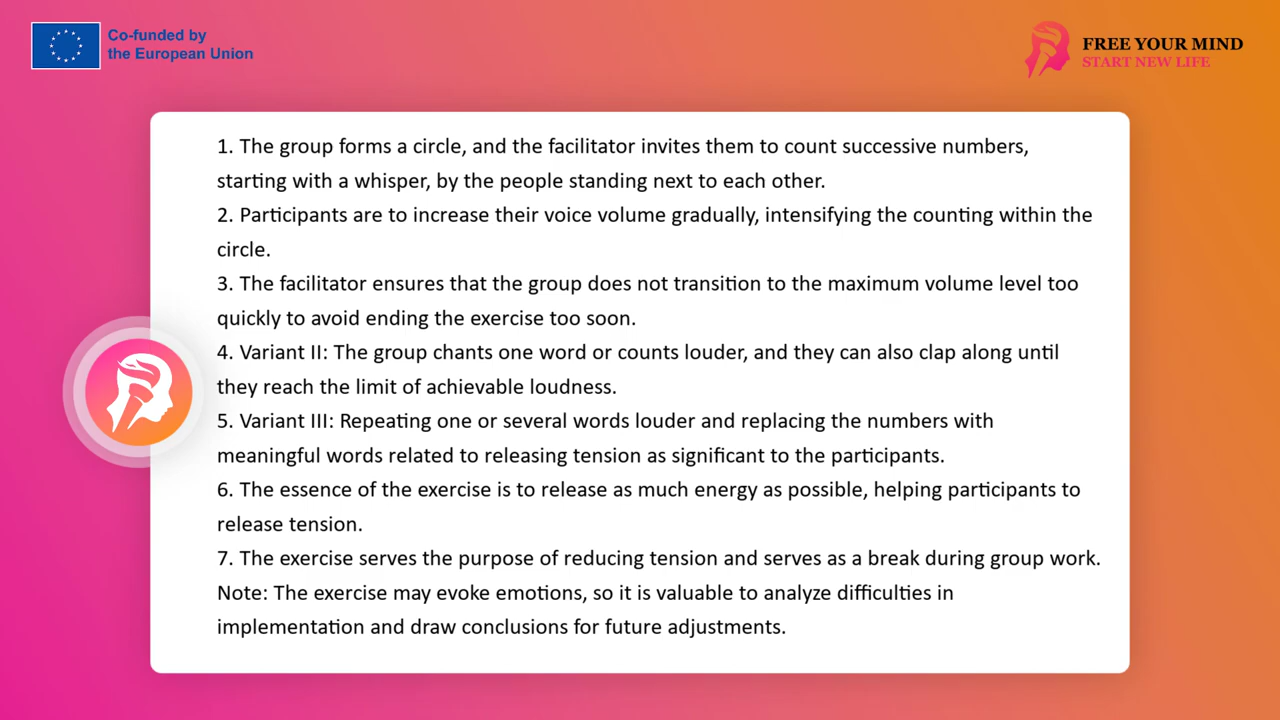 Co-funded by
the European Union
FREE YOUR MIND
START NEW LIFE
1. The group forms a circle, and the facilitator invites them to count successive numbers,
starting with a whisper, by the people standing next to each other.
2. Participants are to increase their voice volume gradually, intensifying the counting within the
circle.
3. The facilitator ensures that the group does not transition to the maximum volume level too
quickly to avoid ending the exercise too soon.
4. Variant II: The group chants one word or counts louder, and they can also clap along until
they reach the limit of achievable loudness.
5. Variant III: Repeating one or several words louder and replacing the numbers with
meaningful words related to releasing tension as significant to the participants.
6. The essence of the exercise is to release as much energy as possible, helping participants to
release tension.
7. The exercise serves the purpose of reducing tension and serves as a break during group work.
Note: The exercise may evoke emotions, so it is valuable to analyze difficulties in
implementation and draw conclusions for future adjustments.